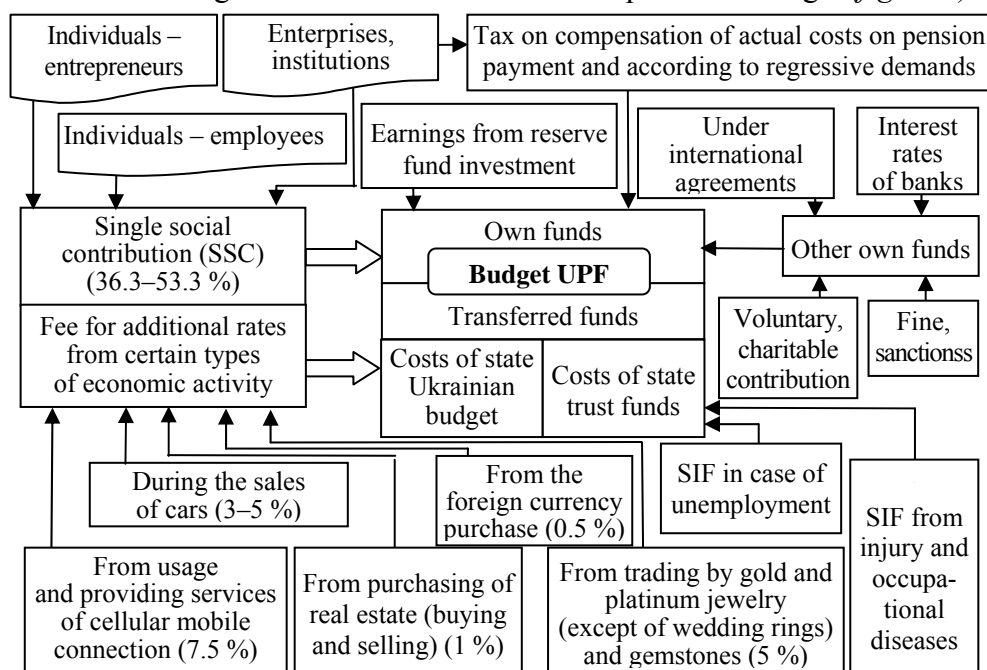 Individuals –
entrepreneurs
Enterprises,
institutions
Tax on compensation of actual costs on pension
payment and according to regressive demands
Individuals – employees
Earnings from reserve
fund investment
Under
international
agreements
Interest
rates
of banks
Single social
contribution (SSC)
(36.3–53.3 %)
Own funds
Budget UPF
Transferred funds
Other own funds
Fee for additional rates
from certain types
of economic activity
Costs of state
Ukrainian
budget
Costs of state
trust funds
Voluntary,
charitable
contribution
Fine,
sanctionss
During the sales
of cars (3–5 %)
From the
foreign currency
purchase (0.5 %)
SIF in case of
unemployment
SIF from
injury and
occupa-
tional
diseases
From usage
and providing services
of cellular mobile
connection (7.5 %)
From purchasing of
real estate (buying
and selling) (1 %)
From trading by gold and
platinum jewelry
(except of wedding rings)
and gemstones (5 %)